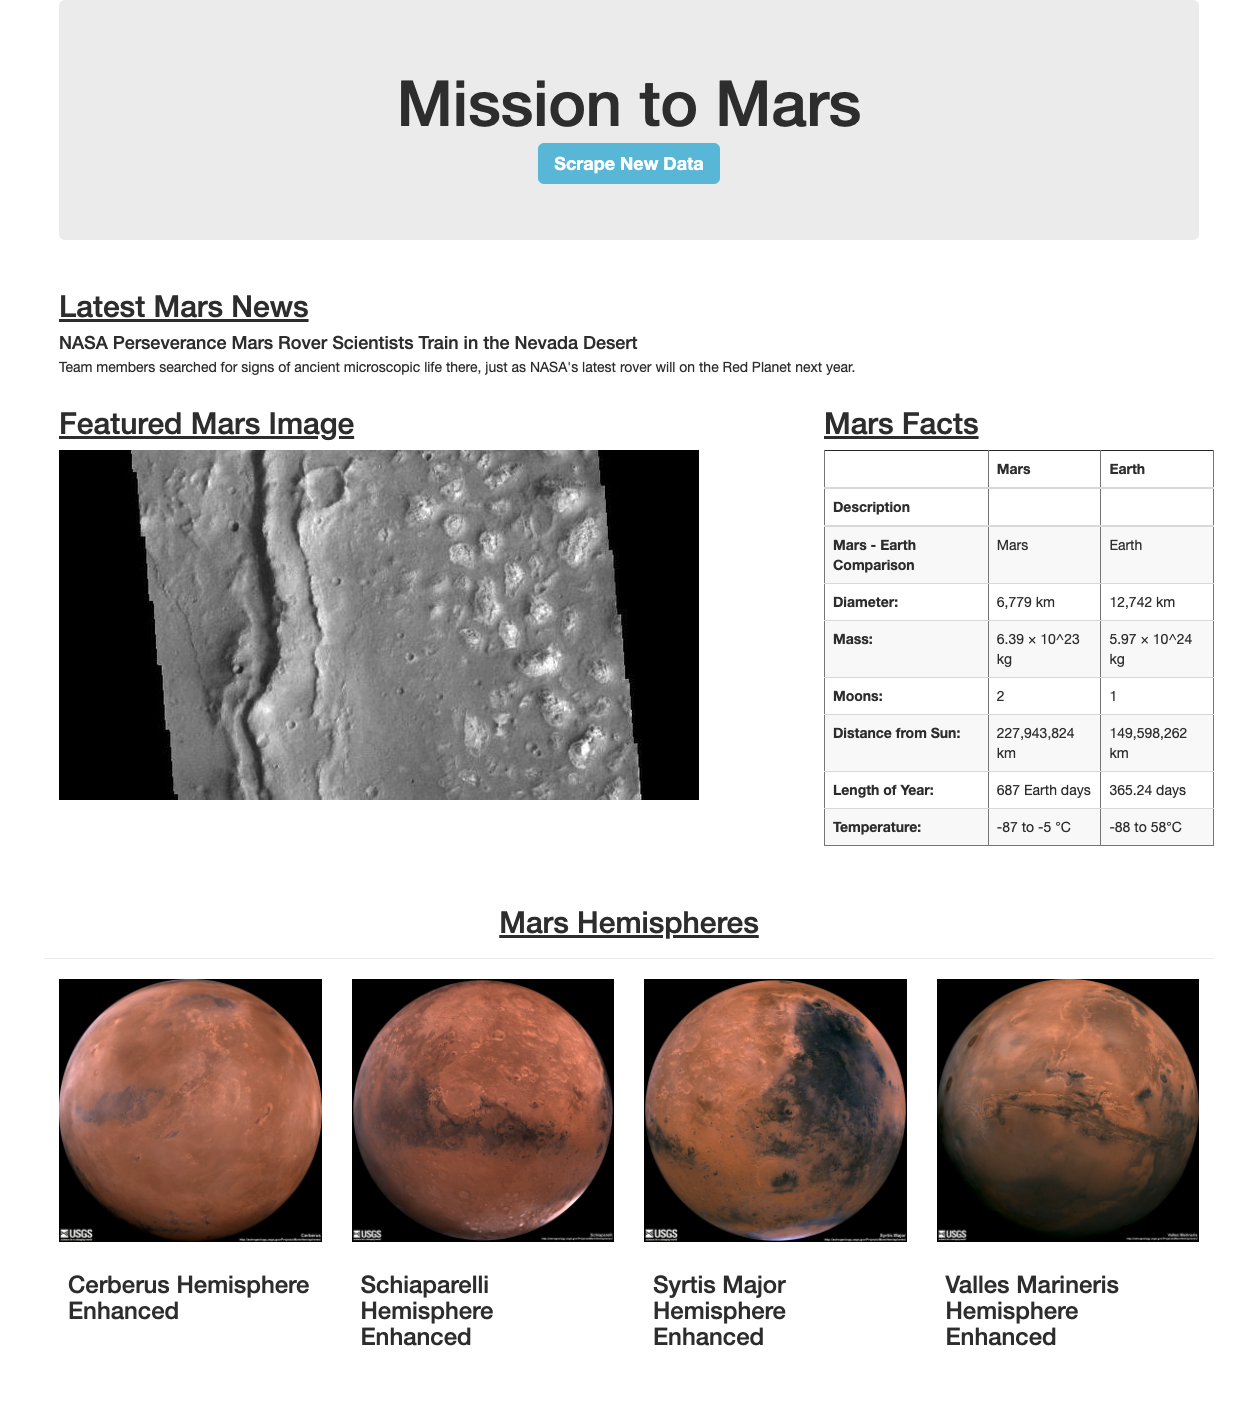 Mission to Mars
Scrape New Data
Latest Mars News
NASA Perseverance Mars Rover Scientists Train in the Nevada Desert
Team members searched for signs of ancient microscopic life there, just as NASA's latest rover will on the Red Planet next year.
Featured Mars Image
Mars Facts
Mars Earth
Description
Mars - Earth Comparison Mars Earth
Diameter: 6,779 km 12,742 km
Mass: 6.39 × 10^23 kg 5.97 × 10^24 kg
Moons: 2 1
Distance from Sun: 227,943,824 km 149,598,262 km
Length of Year: 687 Earth days 365.24 days
Temperature: -87 to -5 °C -88 to 58°C
Mars Hemispheres
USGS
Cerberus
USGS
Schiaparelli
USGS
Syrtis Major
USGS
Valles Marineris
Cerberus Hemisphere
Enhanced
Schiaparelli
Hemisphere
Enhanced
Syrtis Major
Hemisphere
Enhanced
Valles Marineris
Hemisphere
Enhanced